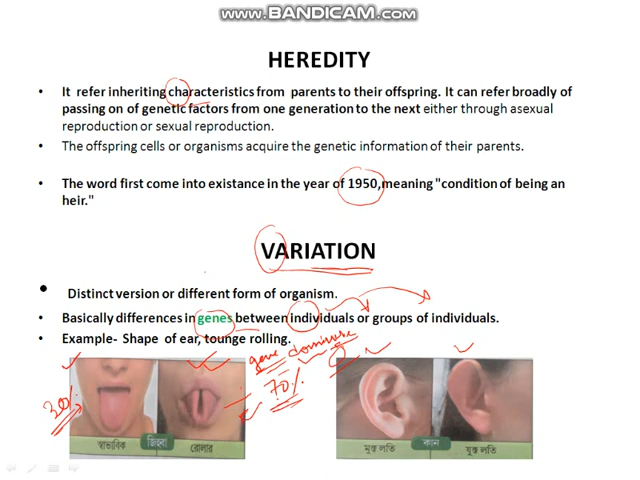 www.BANDICAM.com
HEREDITY
• It refer inheriting characteristics from parents to their offspring. It can refer broadly of
passing on of genetic factors from one generation to the next either through asexual
reproduction or sexual reproduction.
• The offspring cells or organisms acquire the genetic information of their parents.
• The word first come into existance in the year of 1950,meaning "condition of being an
heir."
VARIATION
• Distinct version or different form of organism.
• Basically differences in genes between individuals or groups of individuals.
• Example- Shape of ear, tounge rolling.
gene
70%
30%
স্বাভাবিক জিহ্বা রোলার
মুক্ত লতি কান যুক্ত লতি